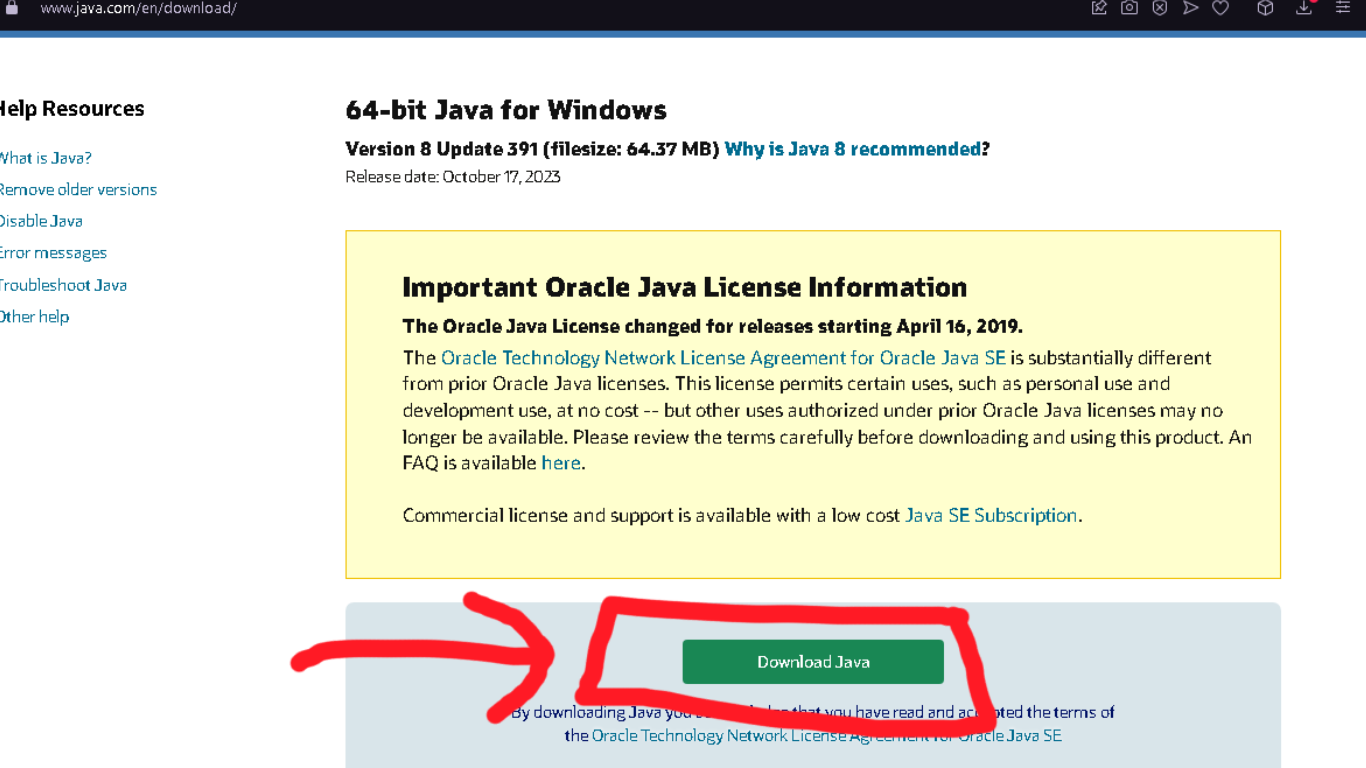 www.java.com/en/download/
Help Resources
What is Java?
Remove older versions
Disable Java
Error messages
Troubleshoot Java
Other help
64-bit Java for Windows
Version 8 Update 391 (filesize: 64.37 MB) Why is Java 8 recommended?
Release date: October 17, 2023
Important Oracle Java License Information
The Oracle Java License changed for releases starting April 16, 2019.
The Oracle Technology Network License Agreement for Oracle Java SE is substantially different
from prior Oracle Java licenses. This license permits certain uses, such as personal use and
development use, at no cost -- but other uses authorized under prior Oracle Java licenses may no
longer be available. Please review the terms carefully before downloading and using this product. An
FAQ is available here.
Commercial license and support is available with a low cost Java SE Subscription.
Download Java
By downloading Java you that you have read and accepted the terms of
the Oracle Technology Network License Agreement for Oracle Java SE